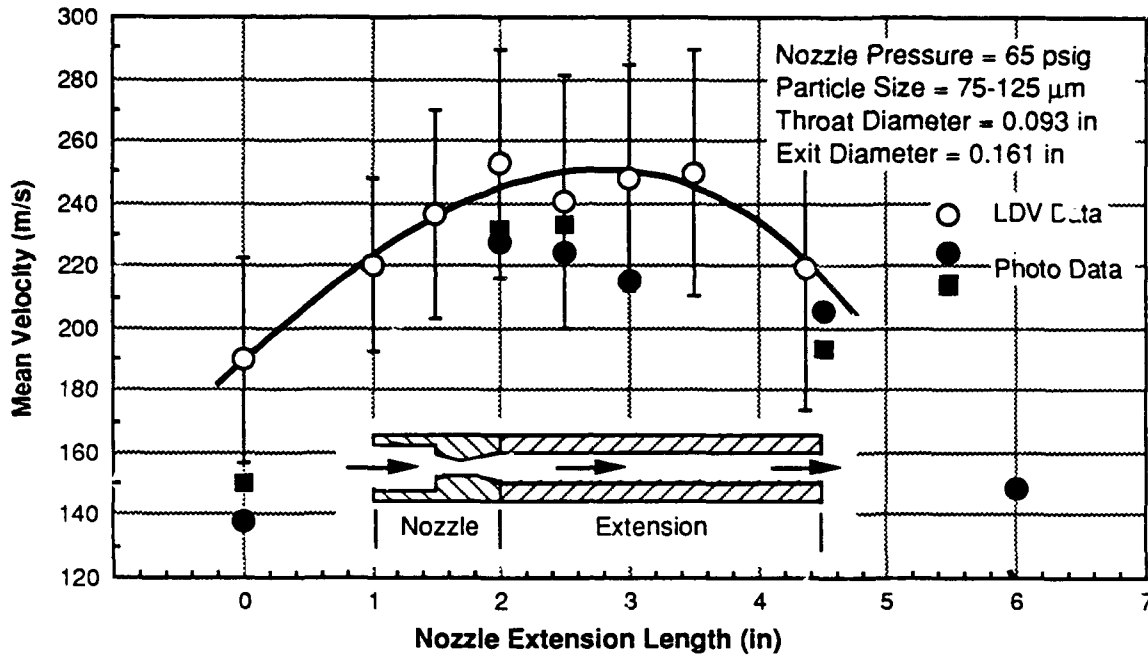 300
280
260
240
220
200
180
160
140
120
Mean Velocity (m/s)
Nozzle Pressure = 65 psig
Particle Size = 75-125 μm
Throat Diameter = 0.093 in
Exit Diameter = 0.161 in
LDV
Photo Data
Nozzle
Extension
0 1 2 3 4 5 6 7
Nozzle Extension Length (in)